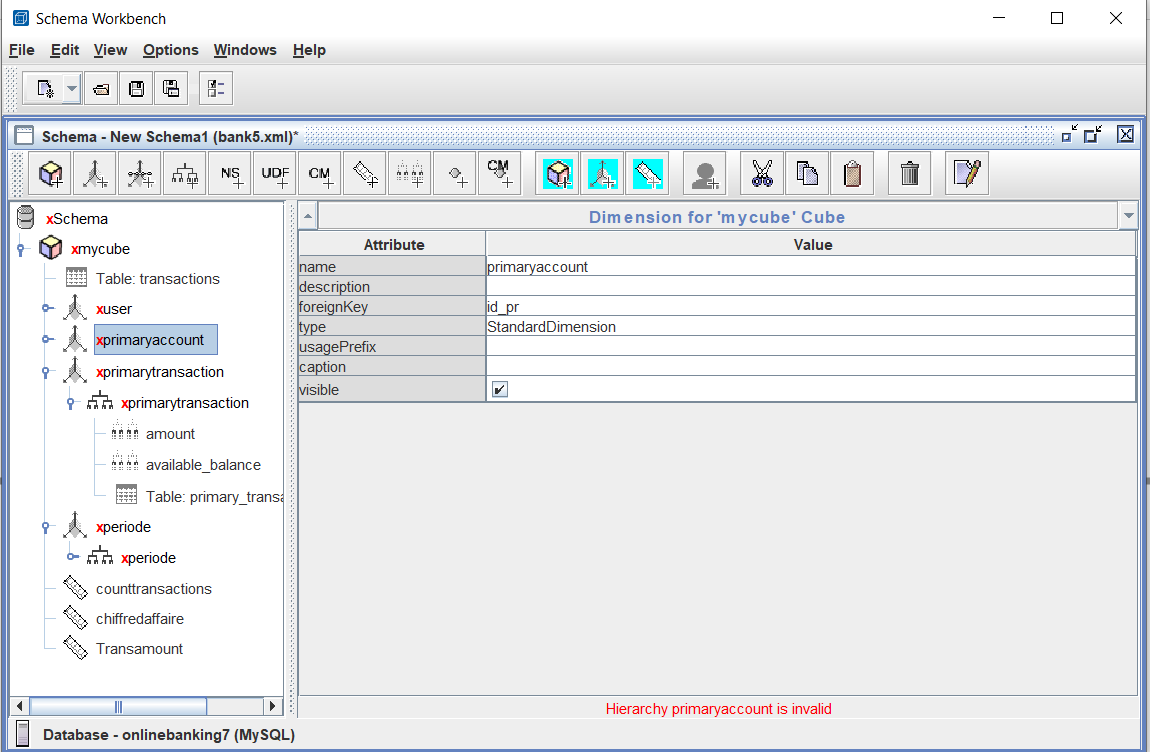 Schema Workbench
File Edit View Options Windows Help
Schema - New Schema1 (bank5.xml)*
NS UDF CM CM
xSchema
xmycube
Table: transactions
xuser
xprimaryaccount
xprimarytransaction
xprimarytransaction
amount
available_balance
Table: primary_transa
xperiode
xperiode
counttransactions
chiffredaffaire
Transamount
Dimension for 'mycube' Cube
Attribute Value
name primaryaccount
description
foreignKey id_pr
type StandardDimension
usagePrefix
caption
visible
Hierarchy primaryaccount is invalid
Database - onlinebanking7 (MySQL)